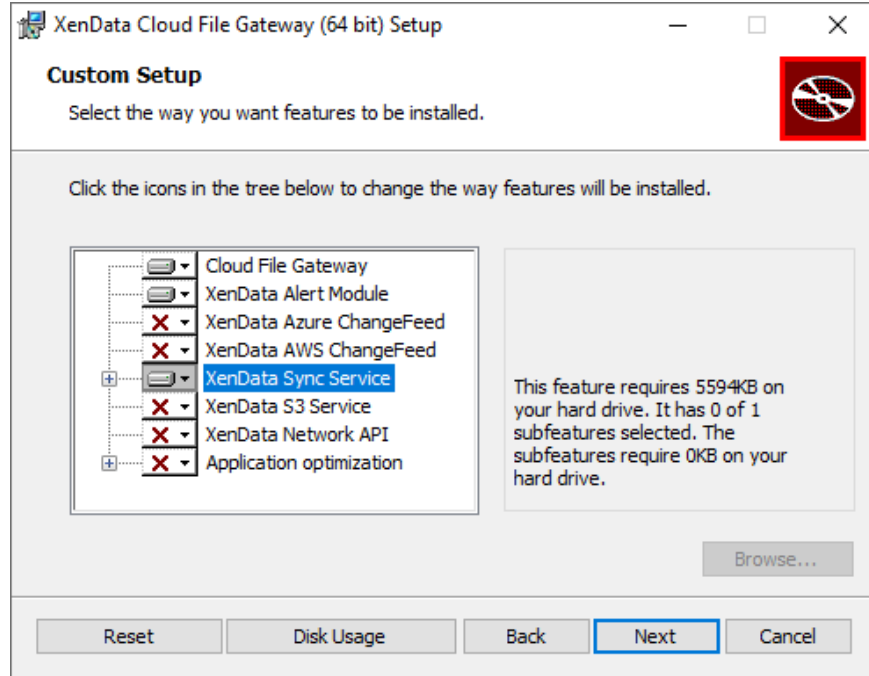 XenData Cloud File Gateway (64 bit) Setup
Custom Setup
Select the way you want features to be installed.
Click the icons in the tree below to change the way features will be installed.
Cloud File Gateway
XenData Alert Module
XenData Azure ChangeFeed
XenData AWS ChangeFeed
XenData Sync Service
XenData S3 Service
XenData Network API
Application optimization
This feature requires 5594KB on
your hard drive. It has 0 of 1
subfeatures selected. The
subfeatures require 0KB on your
hard drive.
Browse...
Reset Disk Usage Back Next Cancel